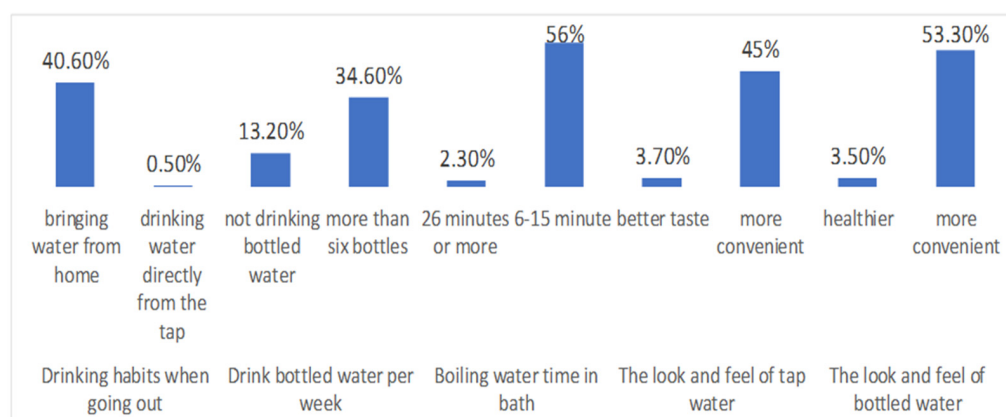 56%
53.30%
45%
40.60%
34.60%
13.20%
0.50%
2.30%
3.70%
3.50%
bringing water from home
drinking water directly from the tap
not drinking bottled water
more than six bottles
26 minutes or more
6-15 minute
better taste
more convenient
healthier
more convenient
Drinking habits when going out
Drink bottled water per week
Boiling water time in bath
The look and feel of tap water
The look and feel of bottled water